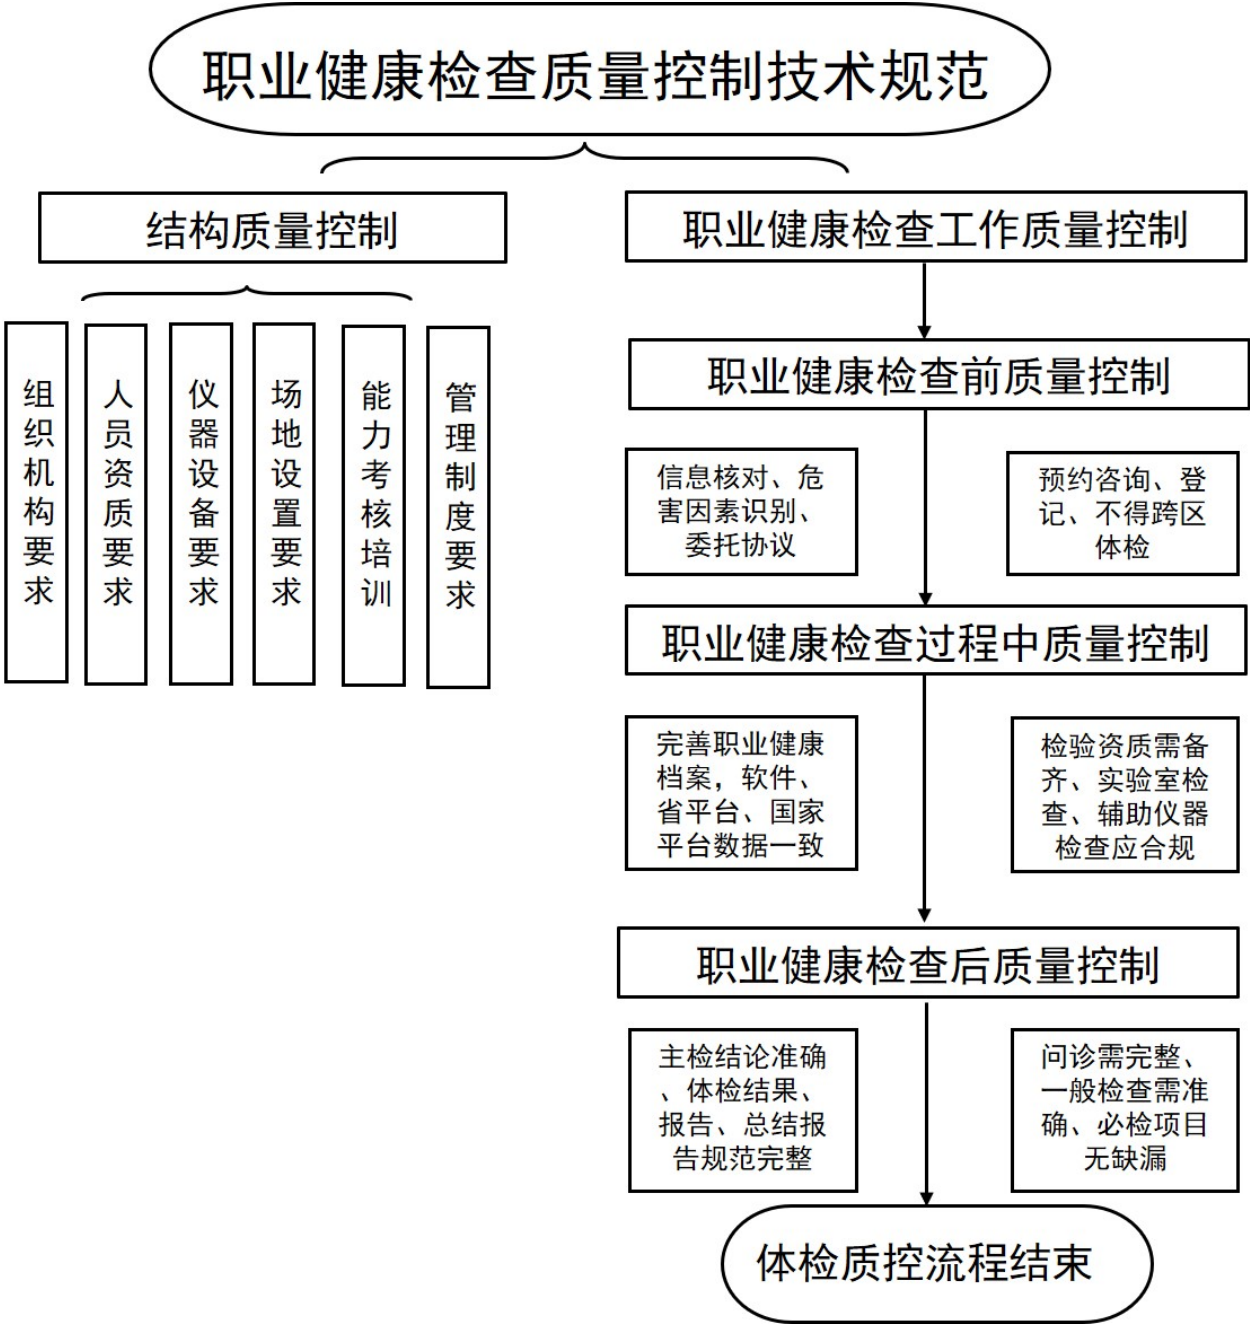 职业健康检查质量控制技术规范
结构质量控制
组织机构要求
人员资质要求
仪器设备要求
场地设置要求
能力考核培训
管理制度要求
职业健康检查工作质量控制
职业健康检查前质量控制
信息核对、危
害因素识别、
委托协议
预约咨询、登
记、不得跨区
体检
职业健康检查过程中质量控制
完善职业健康
档案，软件、
省平台、国家
平台数据一致
检验资质需备
齐、实验室检
查、辅助仪器
检查应合规
职业健康检查后质量控制
主检结论准确
、体检结果、
报告、总结报
告规范完整
问诊需完整、
一般检查需准
确、必检项目
无缺漏
体检质控流程结束